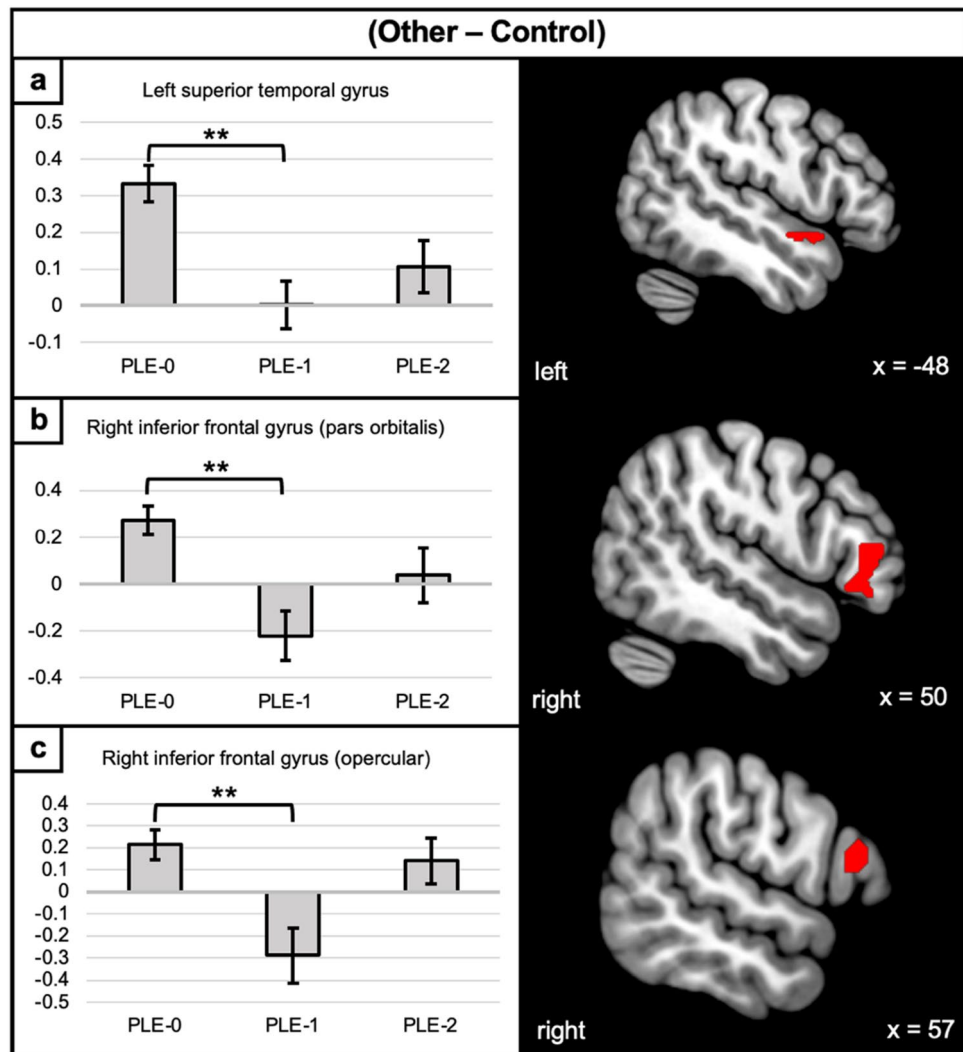 (Other – Control)
a
Left superior temporal gyrus
0.5
0.4
0.3
0.2
0.1
0
-0.1
**
PLE-0 PLE-1 PLE-2
left x = -48
b
Right inferior frontal gyrus (pars orbitalis)
0.4
0.2
0
-0.2
-0.4
**
PLE-0 PLE-1 PLE-2
right x = 50
c
Right inferior frontal gyrus (opercular)
0.4
0.3
0.2
0.1
0
-0.1
-0.2
-0.3
-0.4
-0.5
**
PLE-0 PLE-1 PLE-2
right x = 57